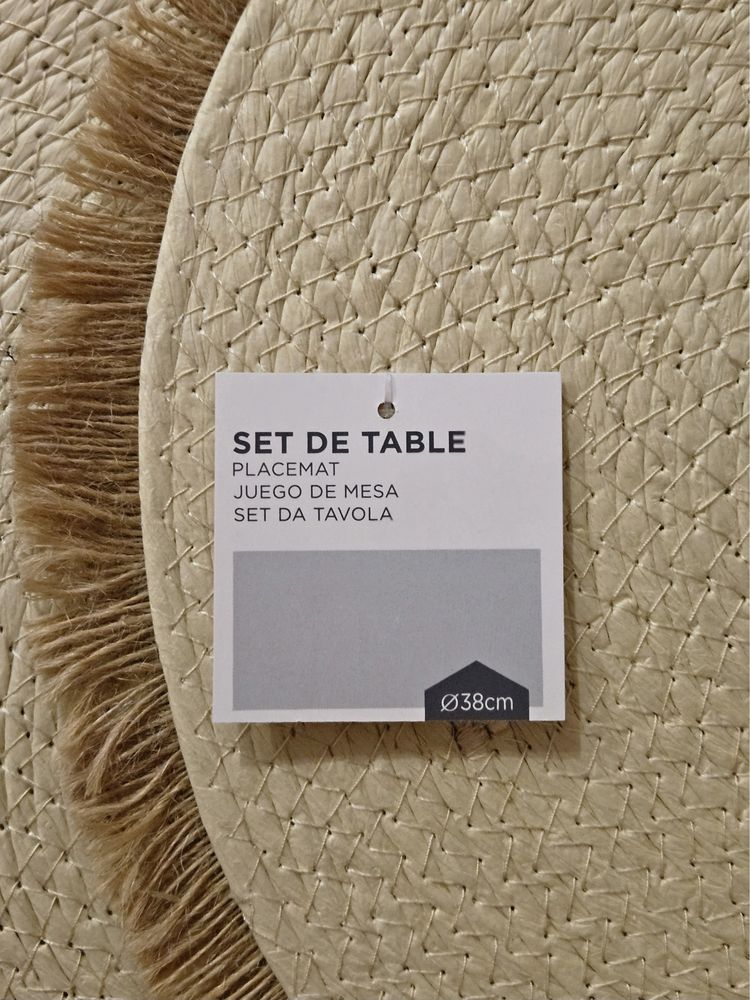 SET DE TABLE
PLACEMAT
JUEGO DE MESA
SET DA TAVOLA
Ø38cm